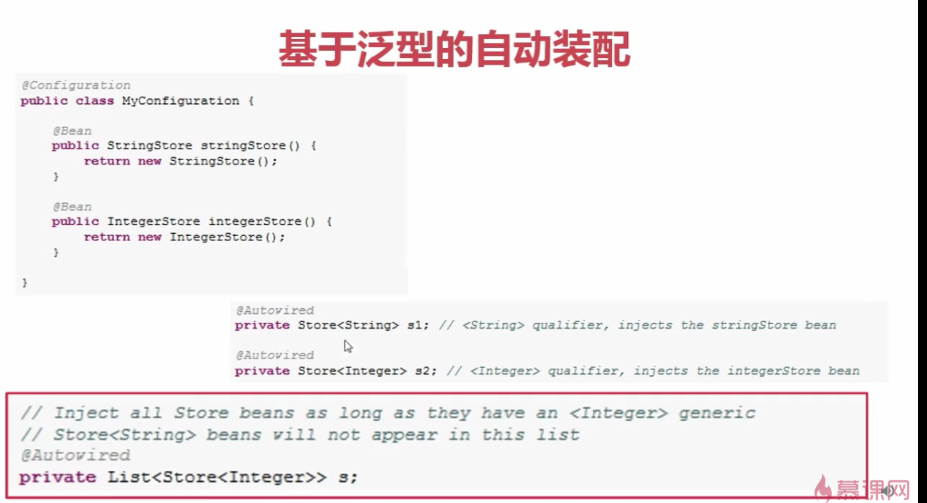 基于泛型的自动装配
@Configuration
public class MyConfiguration {
@Bean
public StringStore stringStore() {
return new StringStore();
}
@Bean
public IntegerStore integerStore() {
return new IntegerStore();
}
}
@Autowired
private Store<String> s1; // <String> qualifier, injects the stringStore bean
@Autowired
private Store<Integer> s2; // <Integer> qualifier, injects the integerStore bean
// Inject all Store beans as long as they have an <Integer> generic
// Store<String> beans will not appear in this list
@Autowired
private List<Store<Integer>> s;
慕课网